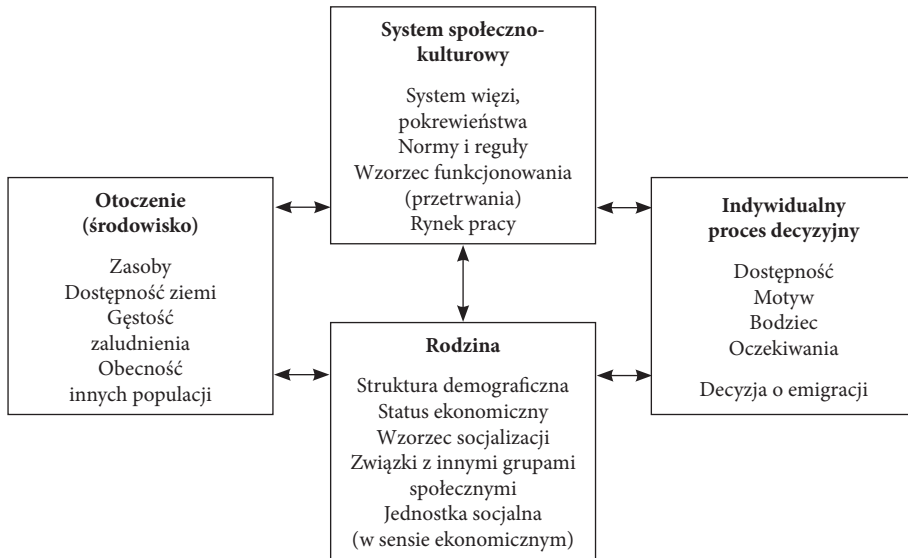 System społeczno-
kulturowy
System więzi,
pokrewieństwa
Normy i reguły
Wzorzec funkcjonowania
(przetrwania)
Rynek pracy
Otoczenie
(środowisko)
Zasoby
Dostępność ziemi
Gęstość
zaludnienia
Obecność
innych populacji
Indywidualny
proces decyzyjny
Dostępność
Motyw
Bodziec
Oczekiwania
Decyzja o emigracji
Rodzina
Struktura demograficzna
Status ekonomiczny
Wzorzec socjalizacji
Związki z innymi grupami
społecznymi
Jednostka socjalna
(w sensie ekonomicznym)